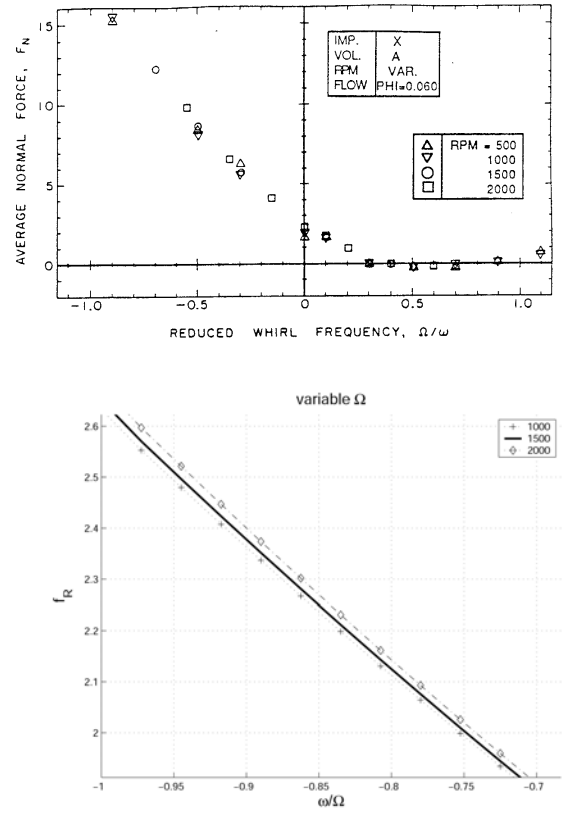 15
10
5
0
AVERAGE NORMAL FORCE, F_N
IMP. X
VOL. A
RPM VAR.
FLOW PHI=0.060
RPM = 500
1000
1500
2000
-1.0 -0.5 0 0.5 1.0
REDUCED WHIRL FREQUENCY, Ω/ω
variable Ω
1000
1500
2000
2.6
2.5
2.4
2.3
2.2
2.1
2
f_R
-1 -0.95 -0.9 -0.85 -0.8 -0.75 -0.7
ω/Ω